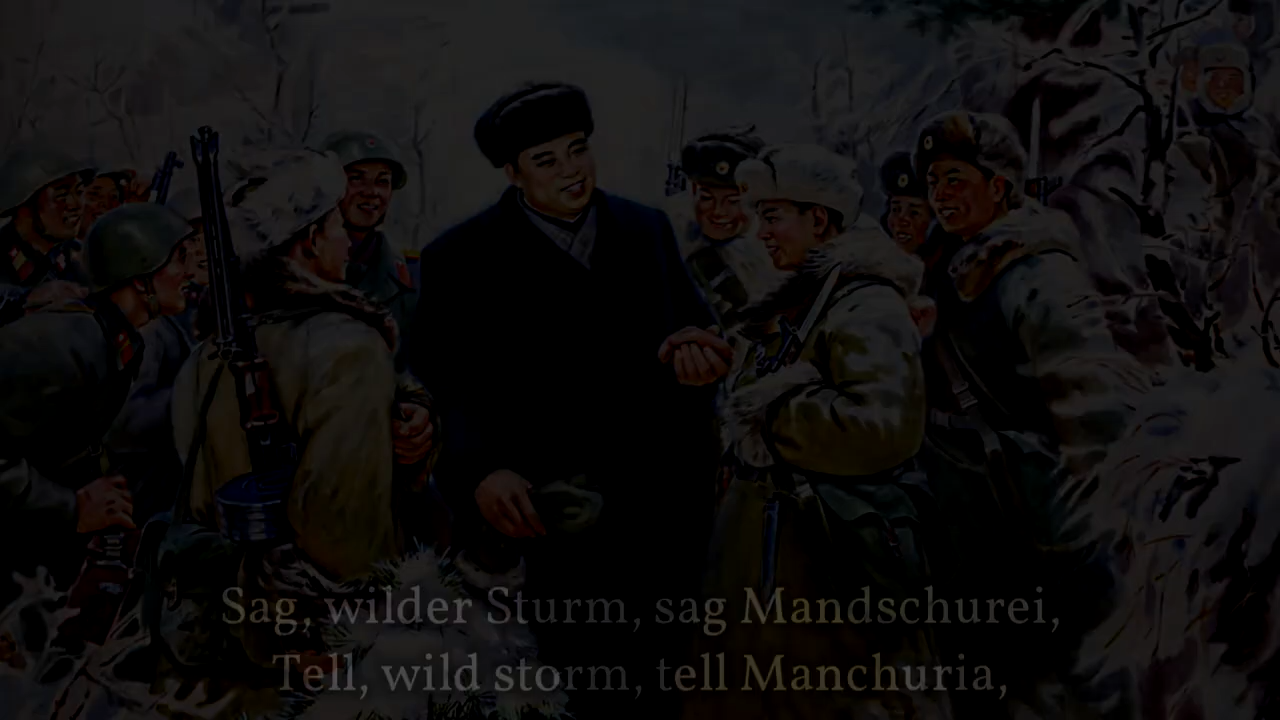 Sag, wilder Sturm, sag Mandschurei,
Tell, wild storm, tell Manchuria,